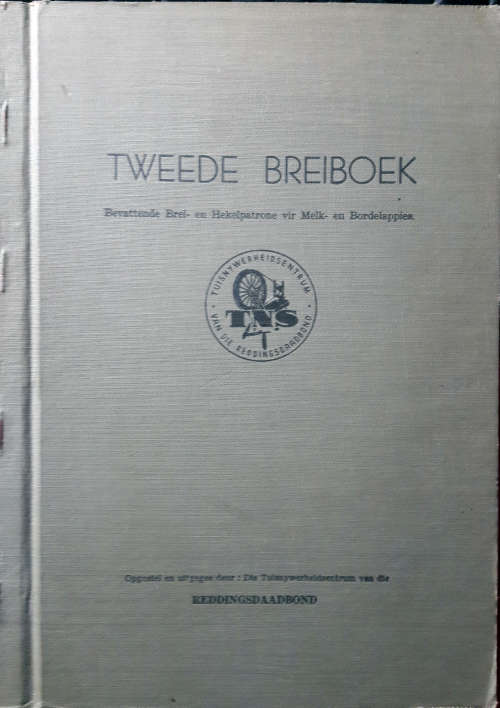 TWEEDE BREIBOEK
Bevattende Brei- en Hekelpatrone vir Melk- en Bordelappies.
TUISNYWERHEIDSENTRUM
TNS
VAN DIE REDDINGSDAADBOND
Opgestel en uitgegee deur : Die Tuisnywerheidsentrum van die
REDDINGSDAADBOND